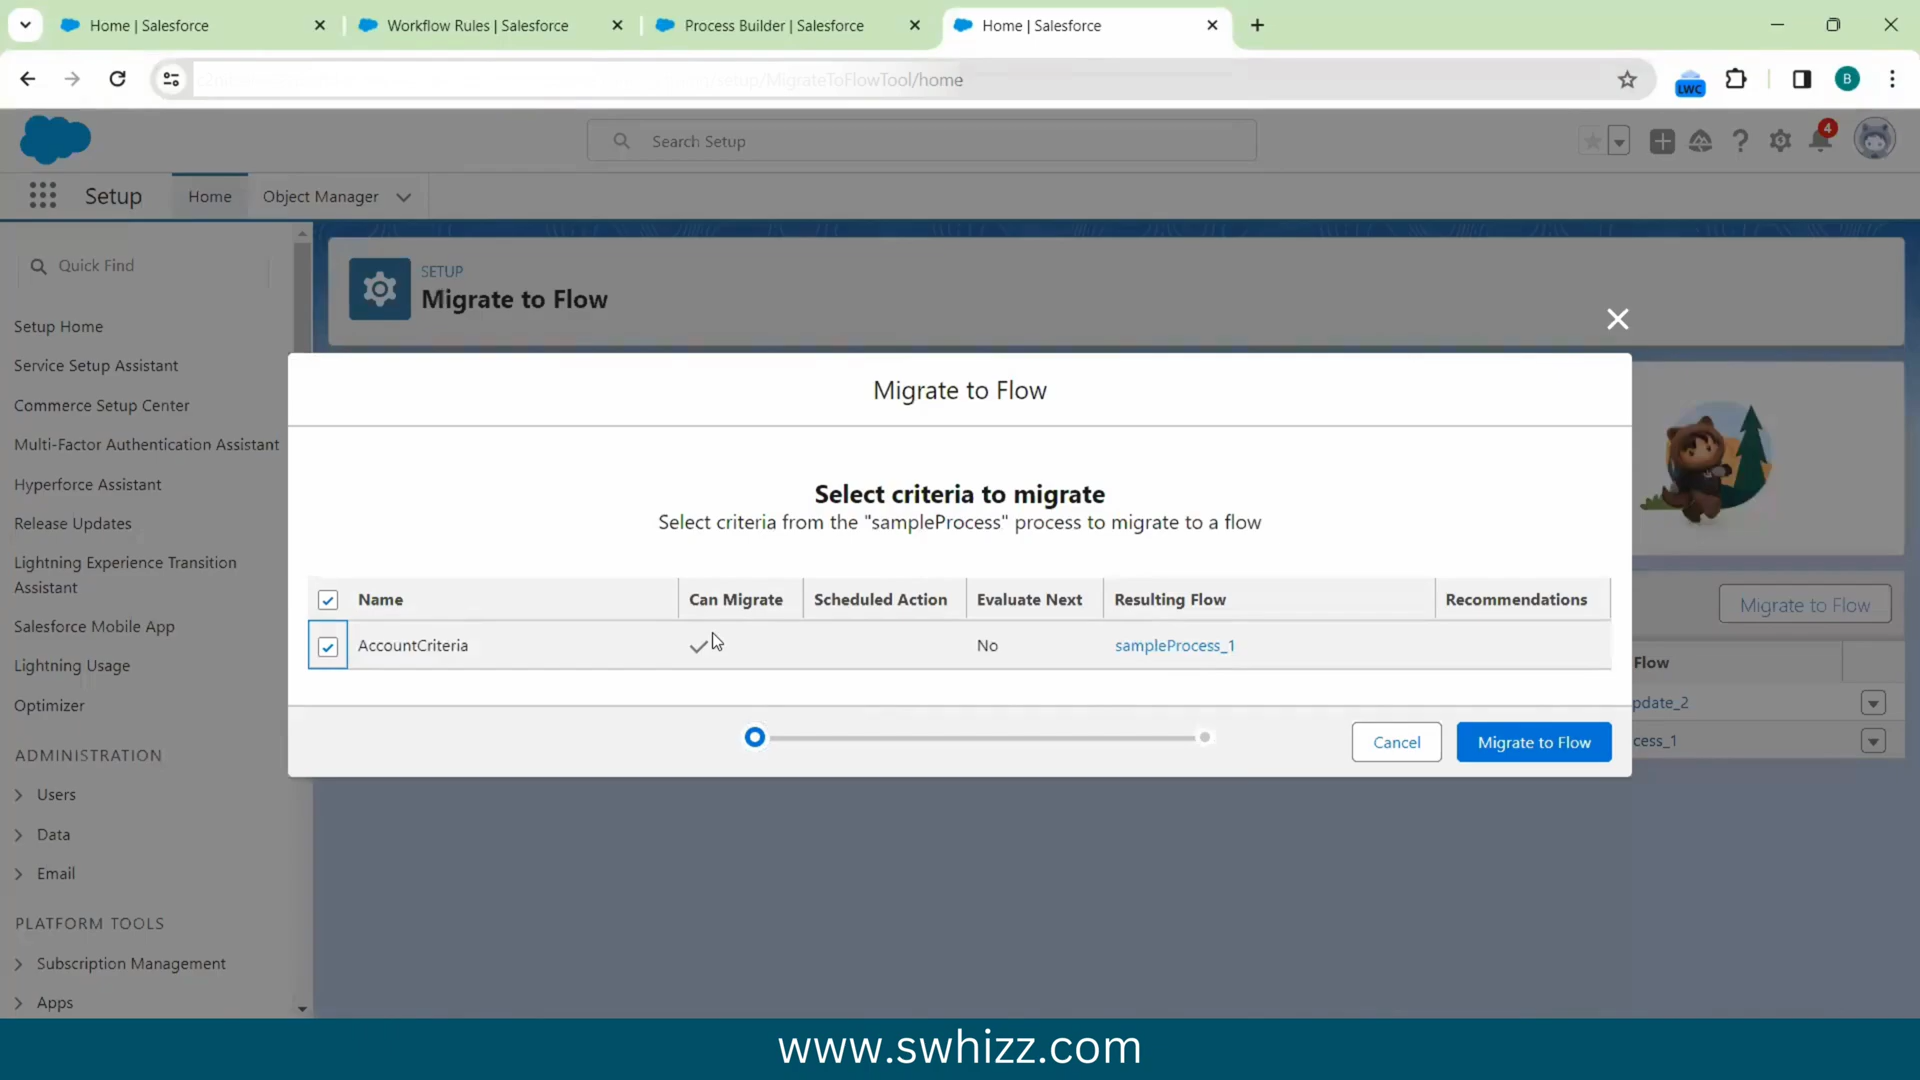 Home | Salesforce
Workflow Rules | Salesforce
Process Builder | Salesforce
Home | Salesforce
/setup/MigrateToFlowTool/home
LWC
B
Search Setup
4
Setup
Home
Object Manager
Quick Find
Setup Home
Service Setup Assistant
Commerce Setup Center
Multi-Factor Authentication Assistant
Hyperforce Assistant
Release Updates
Lightning Experience Transition
Assistant
Salesforce Mobile App
Lightning Usage
Optimizer
ADMINISTRATION
Users
Data
Email
PLATFORM TOOLS
Subscription Management
Apps
SETUP
Migrate to Flow
Migrate to Flow
Select criteria to migrate
Select criteria from the "sampleProcess" process to migrate to a flow
Name Can Migrate Scheduled Action Evaluate Next Resulting Flow Recommendations
AccountCriteria No sampleProcess_1
Cancel
Migrate to Flow
Migrate to Flow
Flow
pdate_2
cess_1
www.swhizz.com